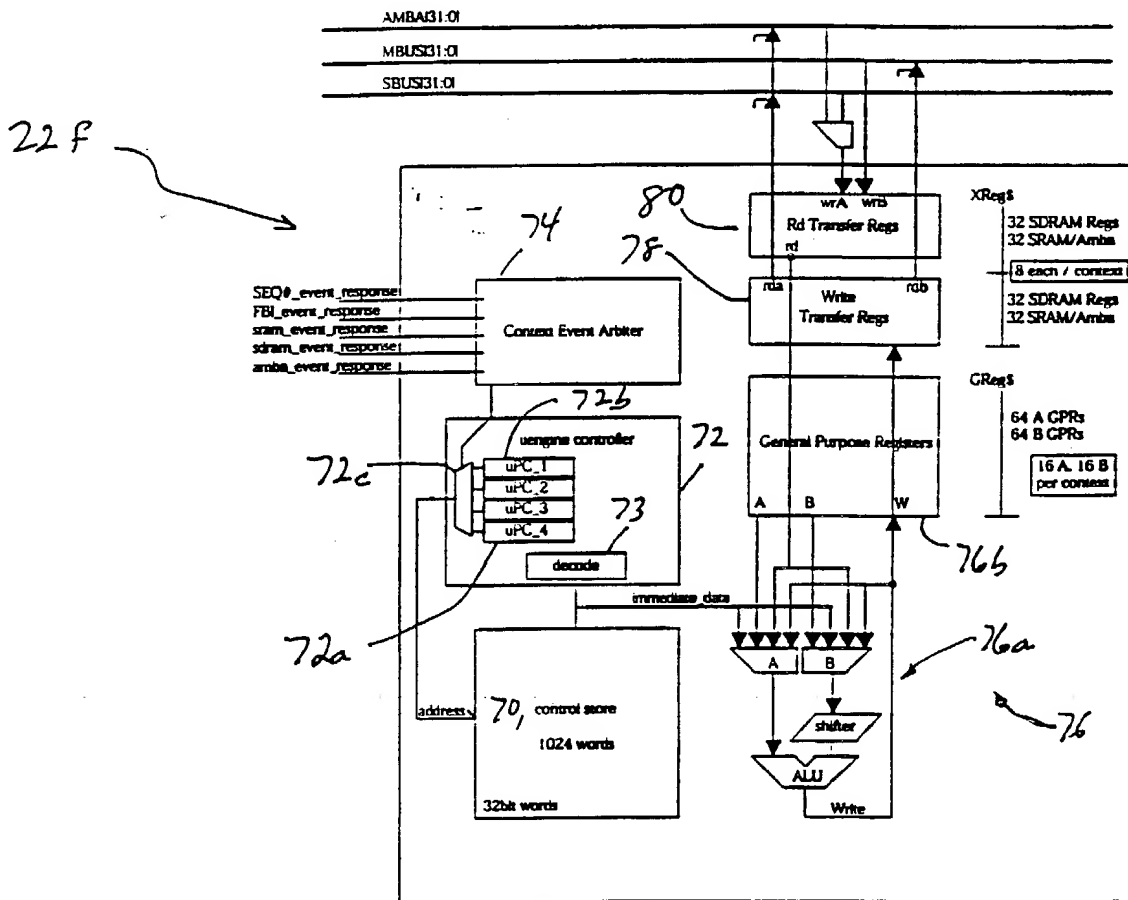 AMBA[31:0]
MBUS[31:0]
SBUS[31:0]
22f
80
wrA wrB
Rd Transfer Regs
rd
XReg$
32 SDRAM Regs
32 SRAM/Amba
8 each / context
32 SDRAM Regs
32 SRAM/Amba
78
rda
rdb
Write
Transfer Regs
74
SEQ#_event_response
FBI_event_response
sram_event_response
sdram_event_response
amba_event_response
Context Event Arbiter
GReg$
64 A GPRs
64 B GPRs
16 A, 16 B
per context
General Purpose Registers
A B W
76b
72b
uengine controller
72
72c
uPC_1
uPC_2
uPC_3
uPC_4
73
decode
72a
immediate_data
A B
76a
76
shifter
ALU
Write
address
70,
control store
1024 words
32bit words